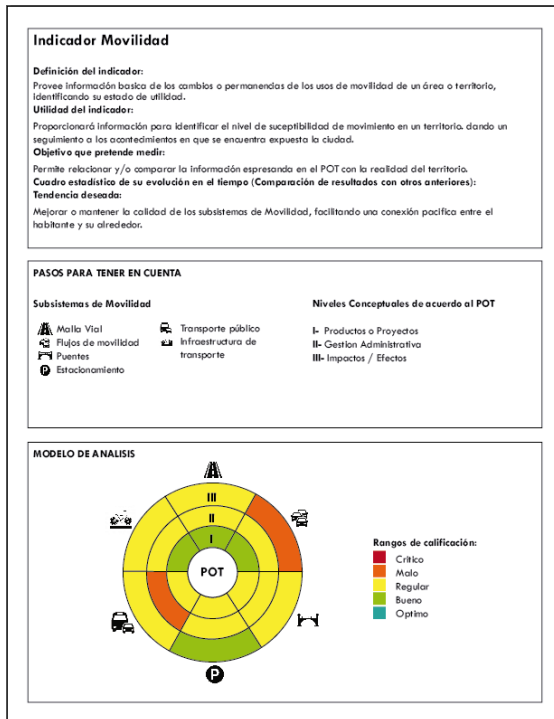 Indicador Movilidad
Definición del indicador:
Provee información basica de los cambios o permanendas de los usos de movilidad de un área o territorio,
identificando su estado de utilidad.
Utilidad del indicador:
Proporcionará información para identificar el nivel de suceptibilidad de movimiento en un territorio. dando un
seguimiento a los acontedmientos en que se encuentra expuesta la ciudad.
Objetivo que pretende medir:
Permite relacionar y/o comparar la información espresanda en el POT con la realidad del territorio.
Cuadro estadístico de su evolución en el tiempo (Comparación de resultados con otros anteriores):
Tendencia deseada:
Mejorar o mantener la calidad de los subsistemas de Movilidad, facilitando una conexión pacifica entre el
habitante y su alrededor.
PASOS PARA TENER EN CUENTA
Subsistemas de Movilidad
Malla Vial
Flujos de movilidad
Puentes
P Estacionamiento
Transporte público
Infraestructura de
transporte
Niveles Conceptuales de acuerdo al POT
I- Productos o Proyectos
II- Gestion Administrativa
III- Impactos / Efectos
MODELO DE ANALISIS
III
II
I
POT
P
Rangos de calificación:
Crítico
Malo
Regular
Bueno
Optimo